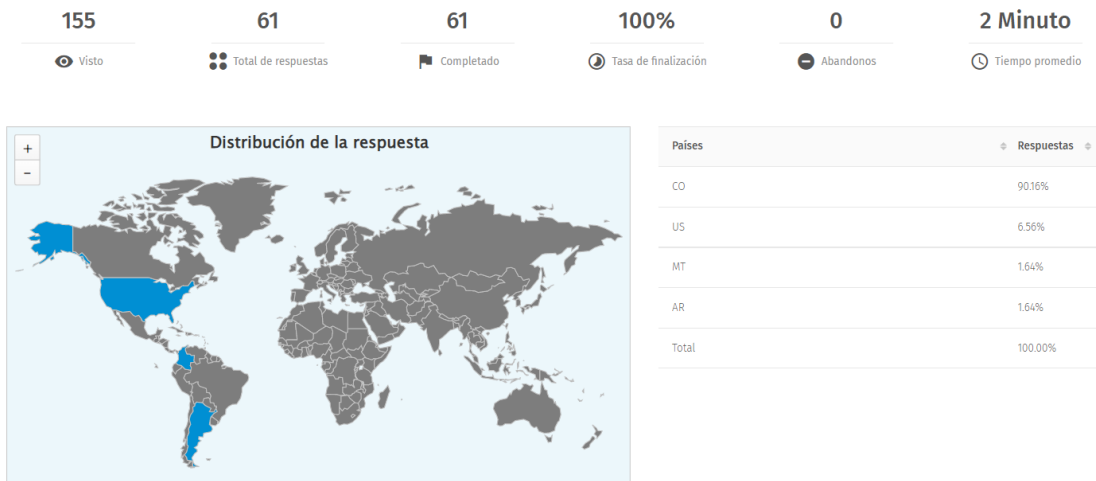 155 61 61 100% 0 2 Minuto
Visto Total de respuestas Completado Tasa de finalización Abandonos Tiempo promedio
+
−
Distribución de la respuesta
Países Respuestas
CO 90.16%
US 6.56%
MT 1.64%
AR 1.64%
Total 100.00%